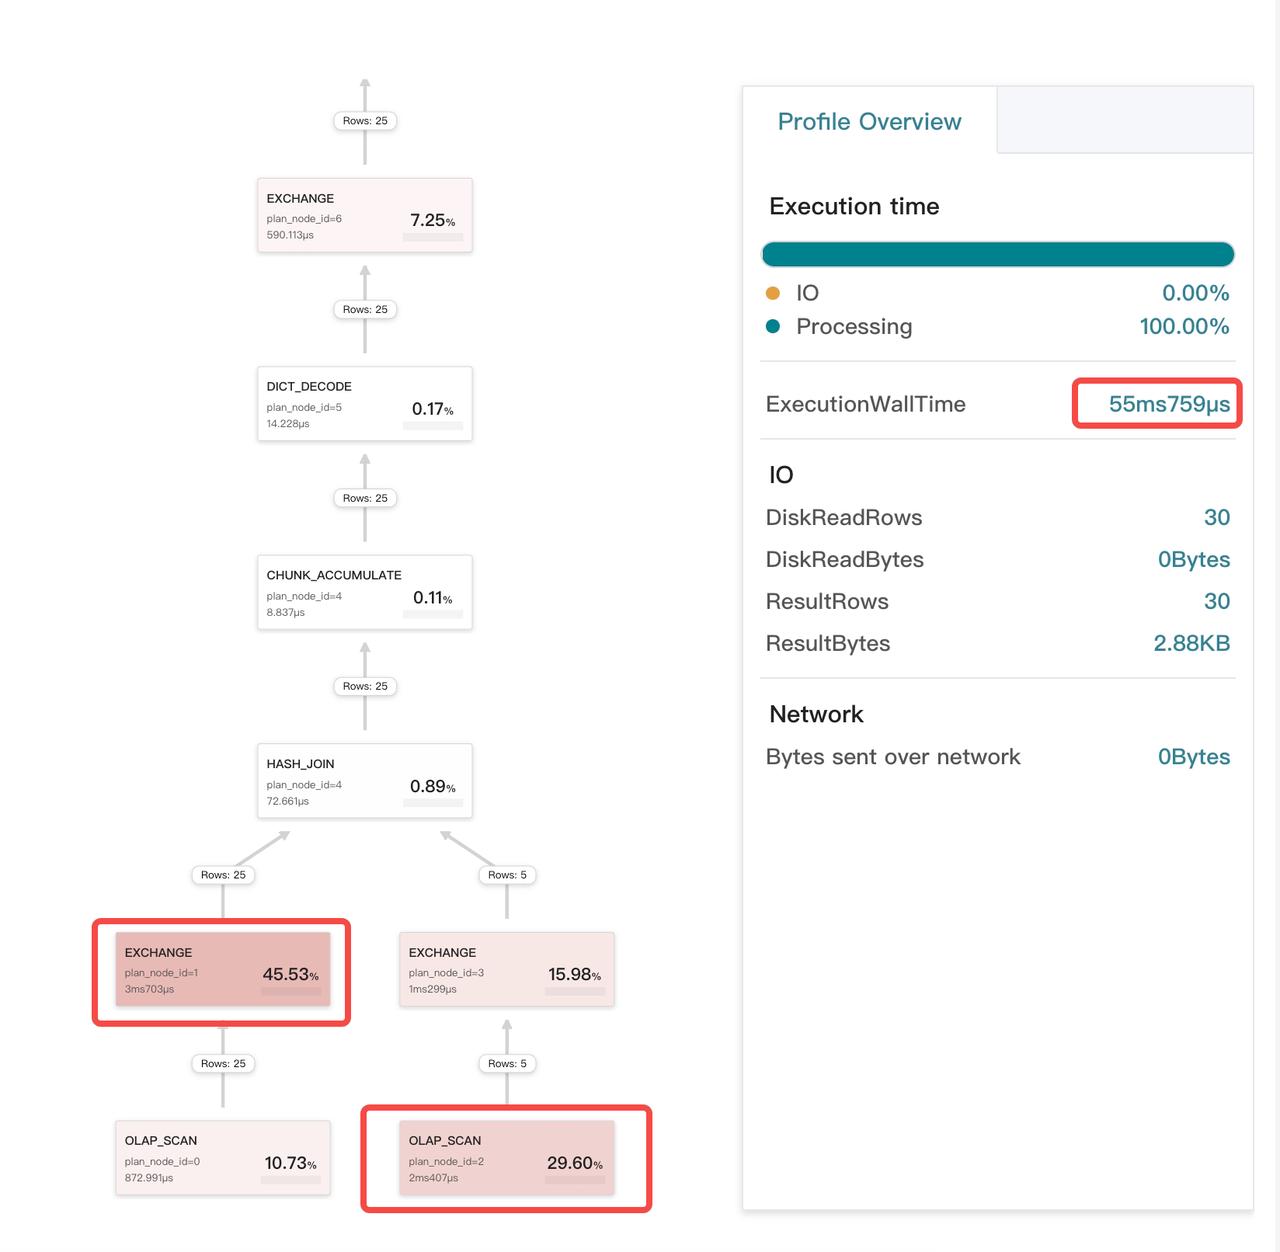 Rows: 25
EXCHANGE
plan_node_id=6
590.113µs
7.25%
Rows: 25
DICT_DECODE
plan_node_id=5
14.228µs
0.17%
Rows: 25
CHUNK_ACCUMULATE
plan_node_id=4
8.837µs
0.11%
Rows: 25
HASH_JOIN
plan_node_id=4
72.661µs
0.89%
Rows: 25
Rows: 5
EXCHANGE
plan_node_id=1
3ms703µs
45.53%
EXCHANGE
plan_node_id=3
1ms299µs
15.98%
Rows: 25
Rows: 5
OLAP_SCAN
plan_node_id=0
872.991µs
10.73%
OLAP_SCAN
plan_node_id=2
2ms407µs
29.60%
Profile Overview
Execution time
IO 0.00%
Processing 100.00%
ExecutionWallTime 55ms759µs
IO
DiskReadRows 30
DiskReadBytes 0Bytes
ResultRows 30
ResultBytes 2.88KB
Network
Bytes sent over network 0Bytes